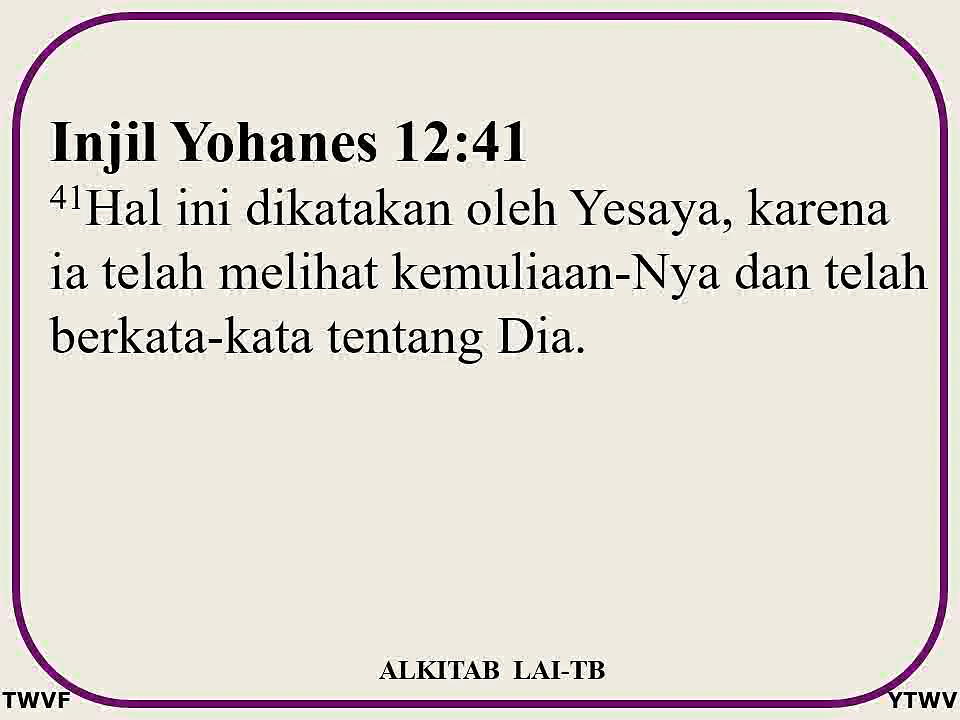 Injil Yohanes 12:41
41Hal ini dikatakan oleh Yesaya, karena
ia telah melihat kemuliaan-Nya dan telah
berkata-kata tentang Dia.
ALKITAB LAI-TB
TWVF
YTWV